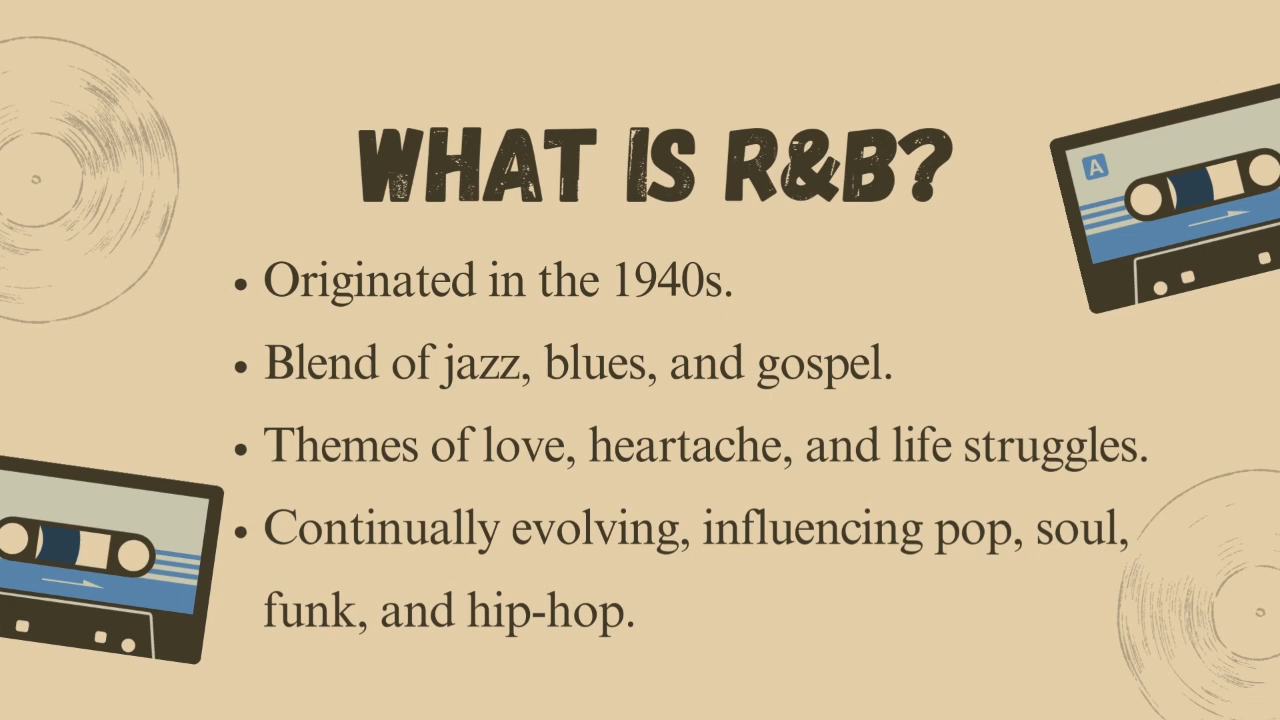 WHAT IS R&B?
A
• Originated in the 1940s.
• Blend of jazz, blues, and gospel.
• Themes of love, heartache, and life struggles.
• Continually evolving, influencing pop, soul,
funk, and hip-hop.